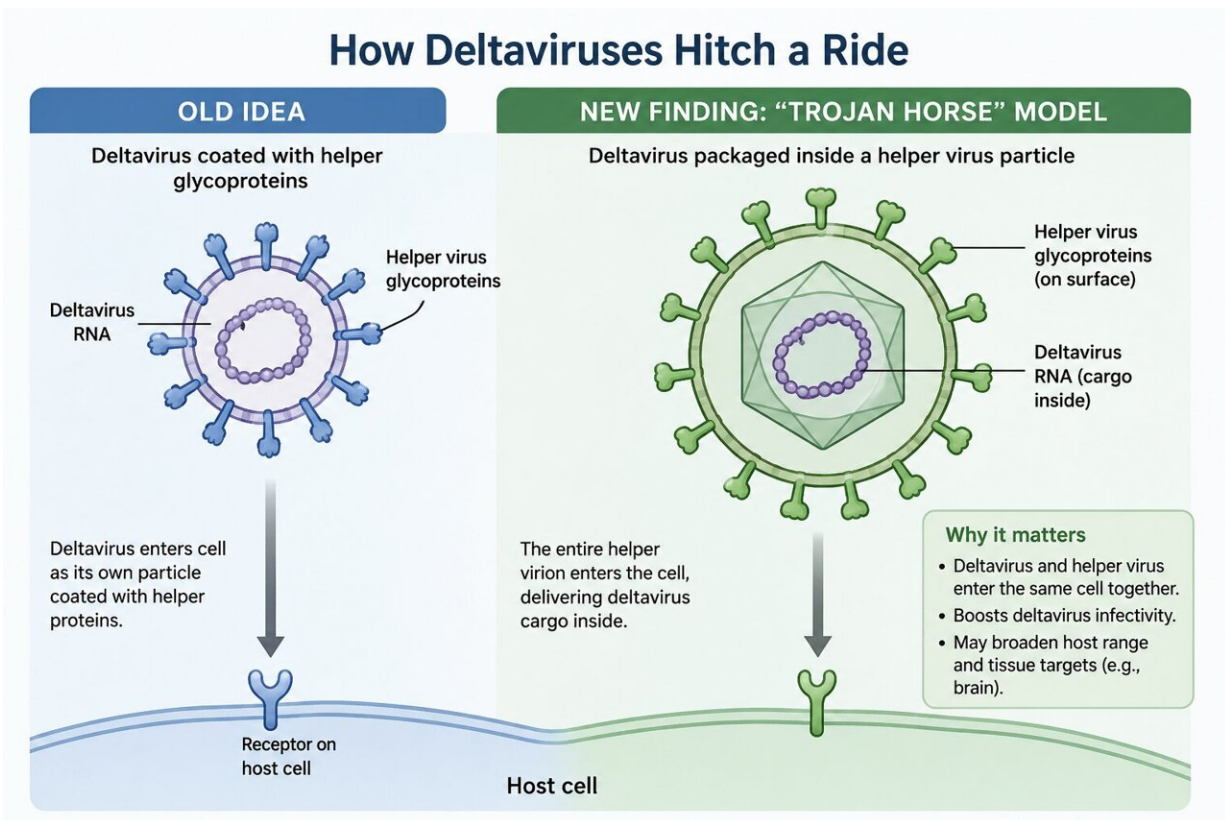 How Deltaviruses Hitch a Ride
OLD IDEA
Deltavirus coated with helper
glycoproteins
Helper virus
glycoproteins
Deltavirus
RNA
Deltavirus enters cell
as its own particle
coated with helper
proteins.
Receptor on
host cell
NEW FINDING: “TROJAN HORSE” MODEL
Deltavirus packaged inside a helper virus particle
Helper virus
glycoproteins
(on surface)
Deltavirus
RNA (cargo
inside)
The entire helper
virion enters the cell,
delivering deltavirus
cargo inside.
Why it matters
• Deltavirus and helper virus
enter the same cell together.
• Boosts deltavirus infectivity.
• May broaden host range
and tissue targets (e.g.,
brain).
Host cell